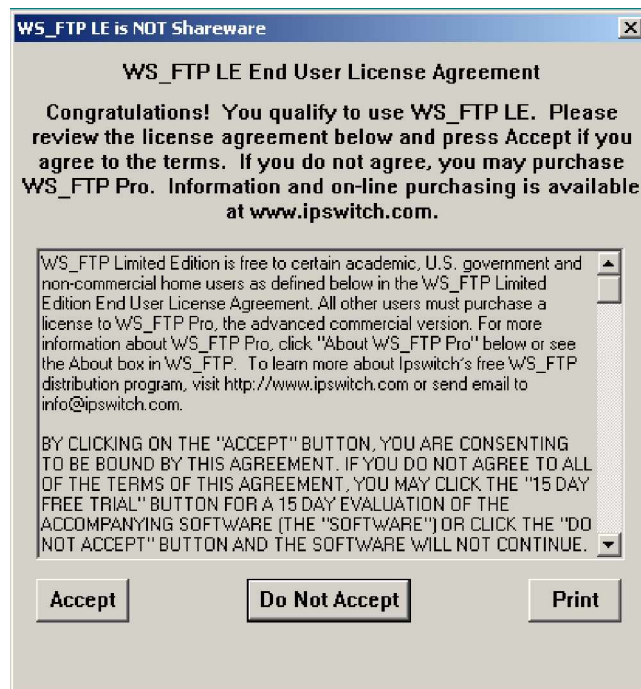 WS_FTP LE is NOT Shareware
WS_FTP LE End User License Agreement
Congratulations!  You qualify to use WS_FTP LE.  Please
review the license agreement below and press Accept if you
agree to the terms.  If you do not agree, you may purchase
WS_FTP Pro.  Information and on-line purchasing is available
at www.ipswitch.com.
WS_FTP Limited Edition is free to certain academic, U.S. government and
non-commercial home users as defined below in the WS_FTP Limited
Edition End User License Agreement. All other users must purchase a
license to WS_FTP Pro, the advanced commercial version. For more
information about WS_FTP Pro, click "About WS_FTP Pro" below or see
the About box in WS_FTP.  To learn more about Ipswitch's free WS_FTP
distribution program, visit http://www.ipswitch.com or send email to
info@ipswitch.com.
BY CLICKING ON THE "ACCEPT" BUTTON, YOU ARE CONSENTING
TO BE BOUND BY THIS AGREEMENT. IF YOU DO NOT AGREE TO ALL
OF THE TERMS OF THIS AGREEMENT, YOU MAY CLICK THE "15 DAY
FREE TRIAL" BUTTON FOR A 15 DAY EVALUATION OF THE
ACCOMPANYING SOFTWARE (THE "SOFTWARE") OR CLICK THE "DO
NOT ACCEPT" BUTTON AND THE SOFTWARE WILL NOT CONTINUE.
Accept
Do Not Accept
Print